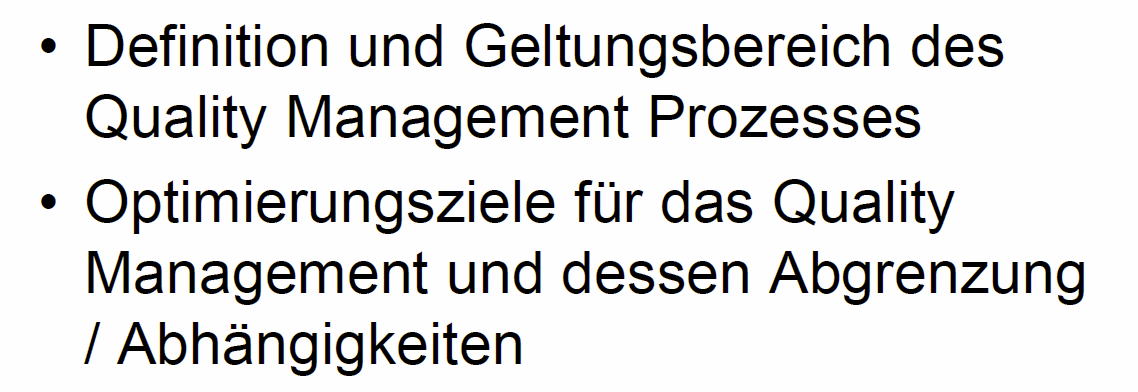 • Definition und Geltungsbereich des
Quality Management Prozesses
• Optimierungsziele für das Quality
Management und dessen Abgrenzung
/ Abhängigkeiten